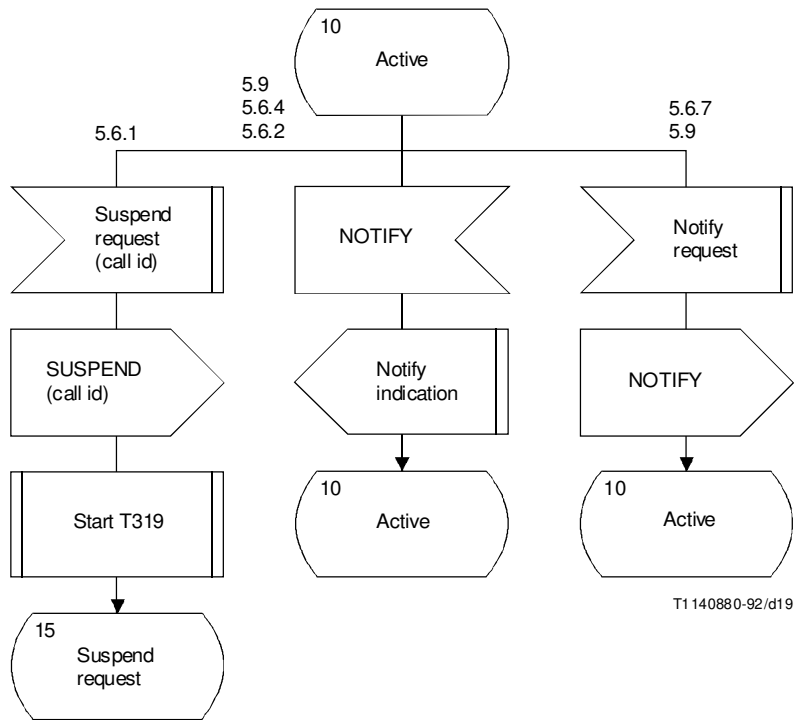 10
Active
5.9
5.6.4
5.6.2
5.6.1
5.6.7
5.9
Suspend
request
(call id)
NOTIFY
Notify
request
SUSPEND
(call id)
Notify
indication
NOTIFY
Start T319
10
Active
10
Active
T1140880-92/d19
15
Suspend
request